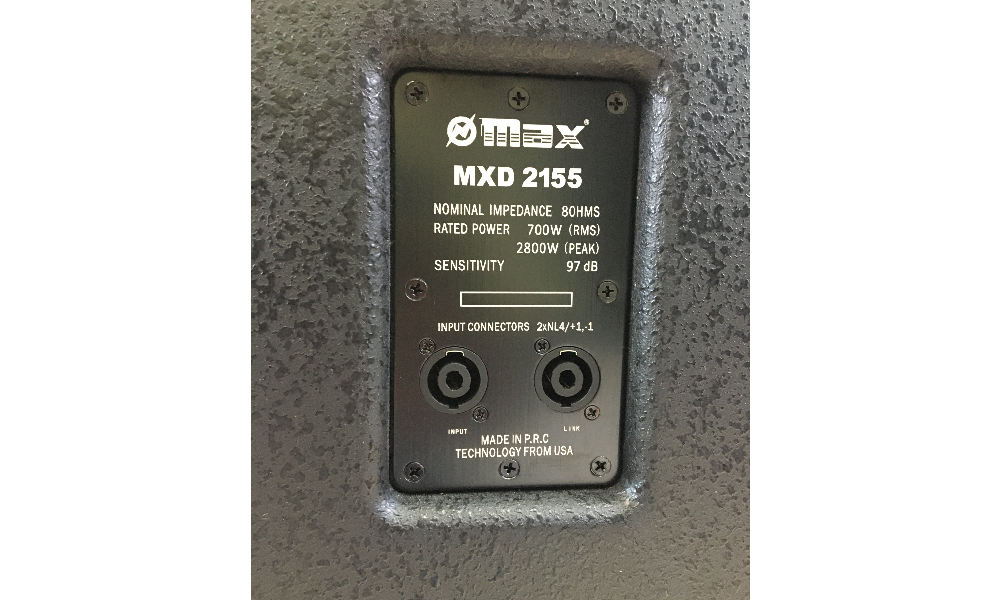 max®
MXD 2155
NOMINAL IMPEDANCE 8OHMS
RATED POWER 700W (RMS)
2800W (PEAK)
SENSITIVITY 97 dB
INPUT CONNECTORS 2xNL4/+1,-1
INPUT LINK
MADE IN P.R.C
TECHNOLOGY FROM USA